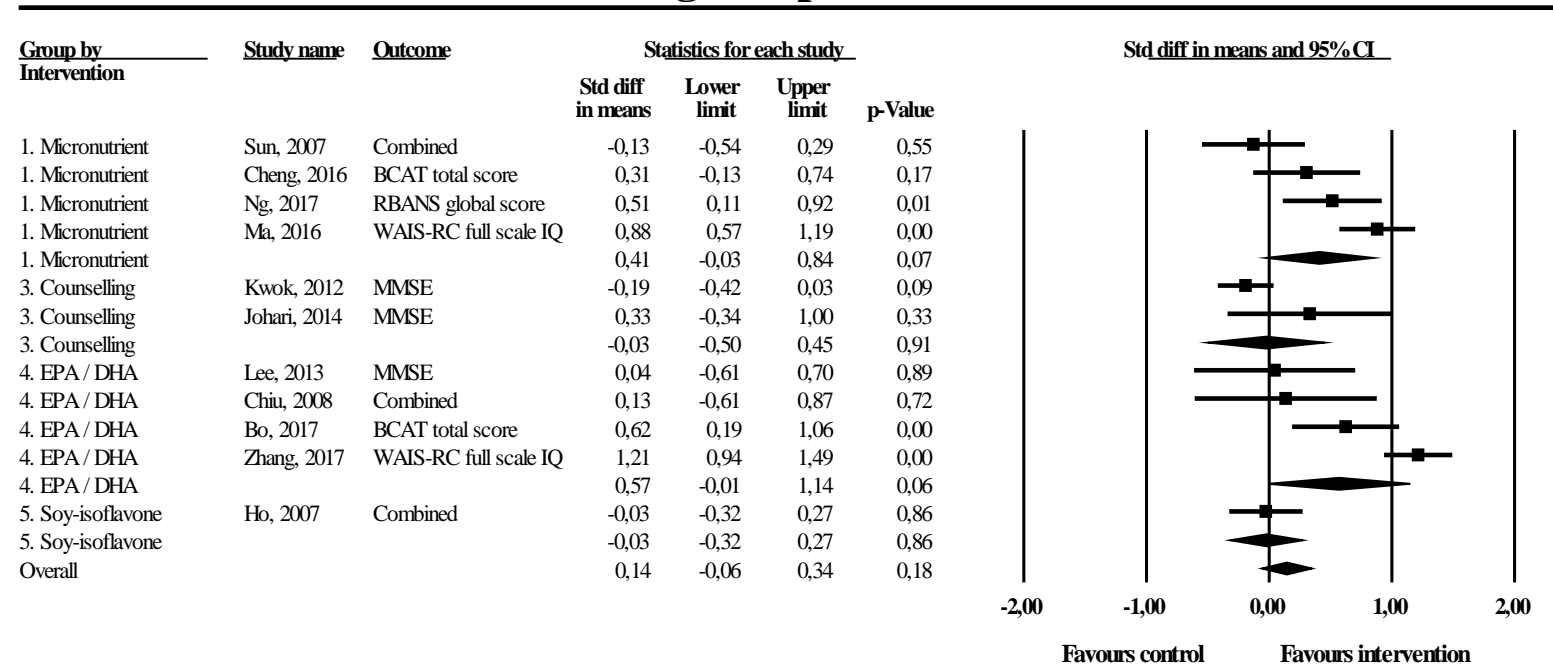 Group by Study name Outcome Statistics for each study Std diff in means and 95% CI
Intervention
Std diff Lower Upper
in means limit limit p-Value
1. Micronutrient Sun, 2007 Combined -0,13 -0,54 0,29 0,55
1. Micronutrient Cheng, 2016 BCAT total score 0,31 -0,13 0,74 0,17
1. Micronutrient Ng, 2017 RBANS global score 0,51 0,11 0,92 0,01
1. Micronutrient Ma, 2016 WAIS-RC full scale IQ 0,88 0,57 1,19 0,00
1. Micronutrient 0,41 -0,03 0,84 0,07
3. Counselling Kwok, 2012 MMSE -0,19 -0,42 0,03 0,09
3. Counselling Johari, 2014 MMSE 0,33 -0,34 1,00 0,33
3. Counselling -0,03 -0,50 0,45 0,91
4. EPA / DHA Lee, 2013 MMSE 0,04 -0,61 0,70 0,89
4. EPA / DHA Chiu, 2008 Combined 0,13 -0,61 0,87 0,72
4. EPA / DHA Bo, 2017 BCAT total score 0,62 0,19 1,06 0,00
4. EPA / DHA Zhang, 2017 WAIS-RC full scale IQ 1,21 0,94 1,49 0,00
4. EPA / DHA 0,57 -0,01 1,14 0,06
5. Soy-isoflavone Ho, 2007 Combined -0,03 -0,32 0,27 0,86
5. Soy-isoflavone -0,03 -0,32 0,27 0,86
Overall 0,14 -0,06 0,34 0,18
-2,00 -1,00 0,00 1,00 2,00
Favours control Favours intervention